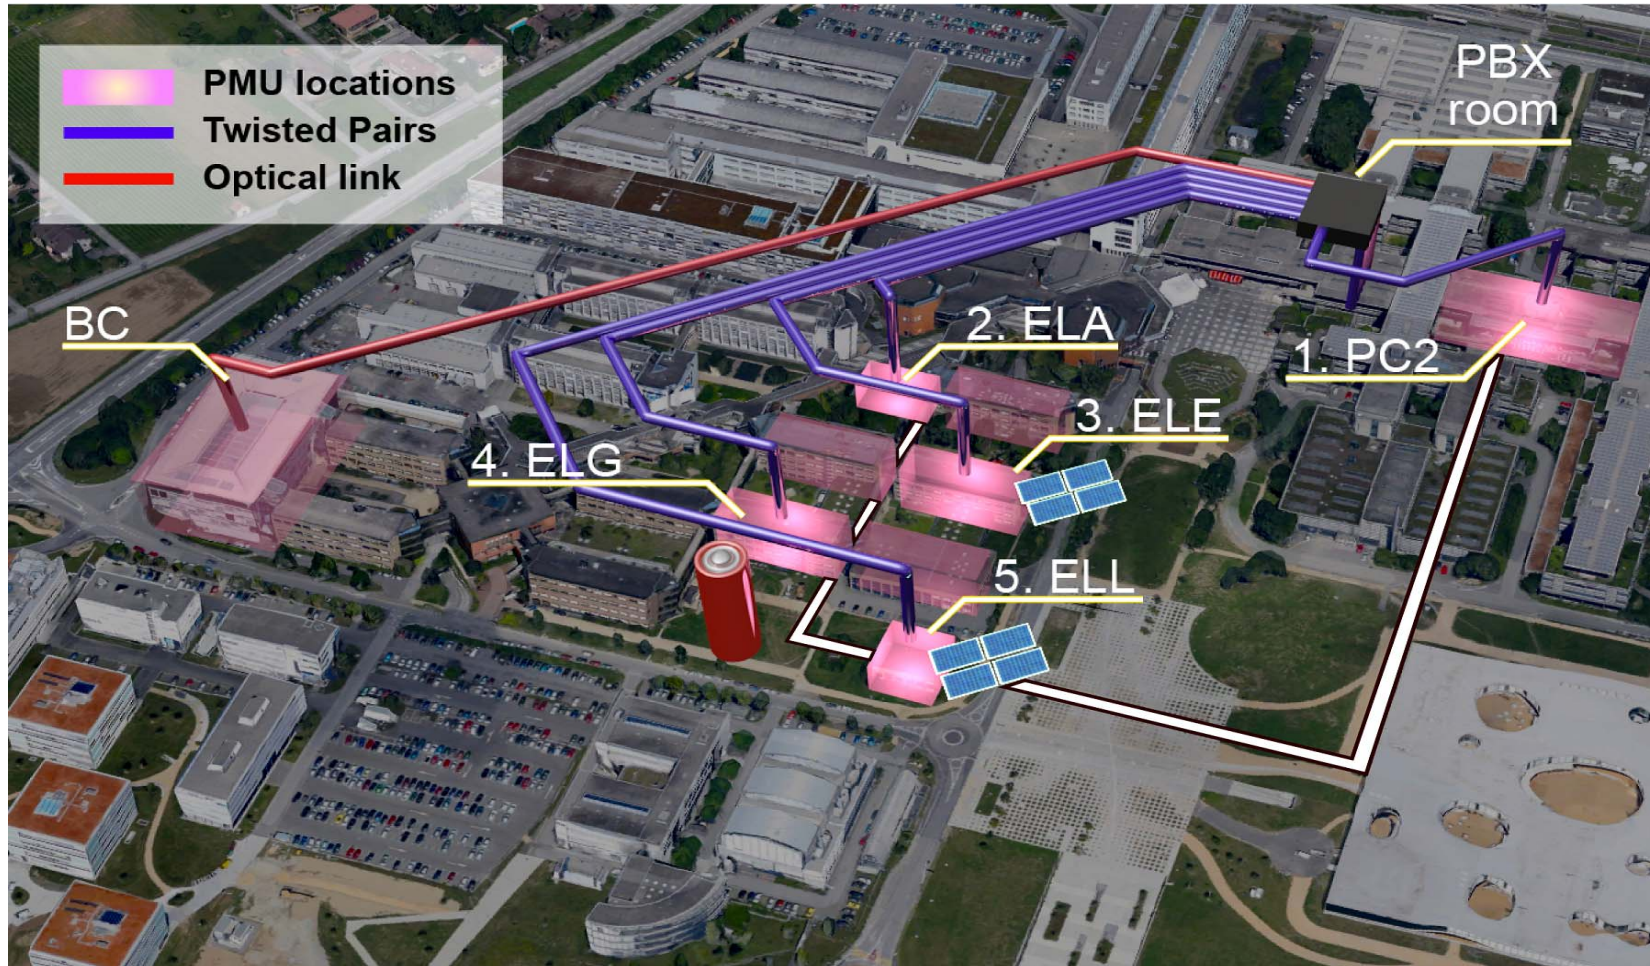 PMU locations
Twisted Pairs
Optical link
PBX
room
BC
2. ELA
1. PC2
3. ELE
4. ELG
5. ELL